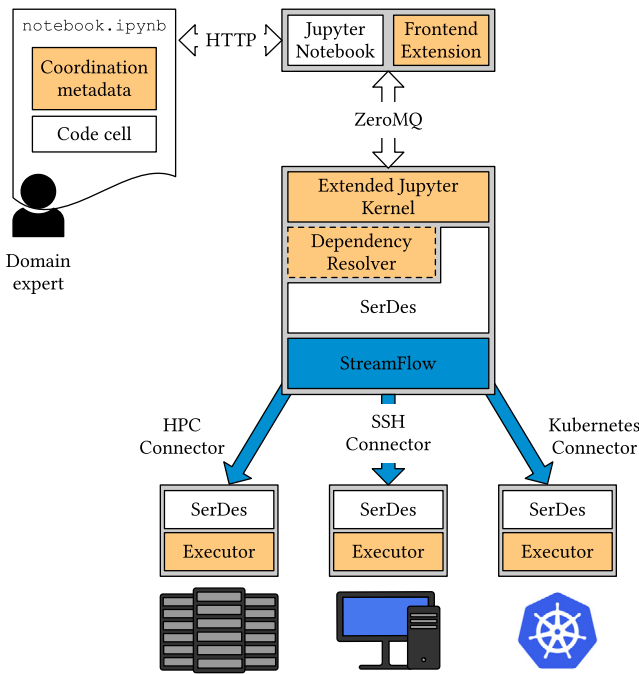 notebook.ipynb
Coordination
metadata
Code cell
Domain
expert
HTTP
Jupyter
Notebook
Frontend
Extension
ZeroMQ
Extended Jupyter
Kernel
Dependency
Resolver
SerDes
StreamFlow
HPC
Connector
SSH
Connector
Kubernetes
Connector
SerDes
Executor
SerDes
Executor
SerDes
Executor